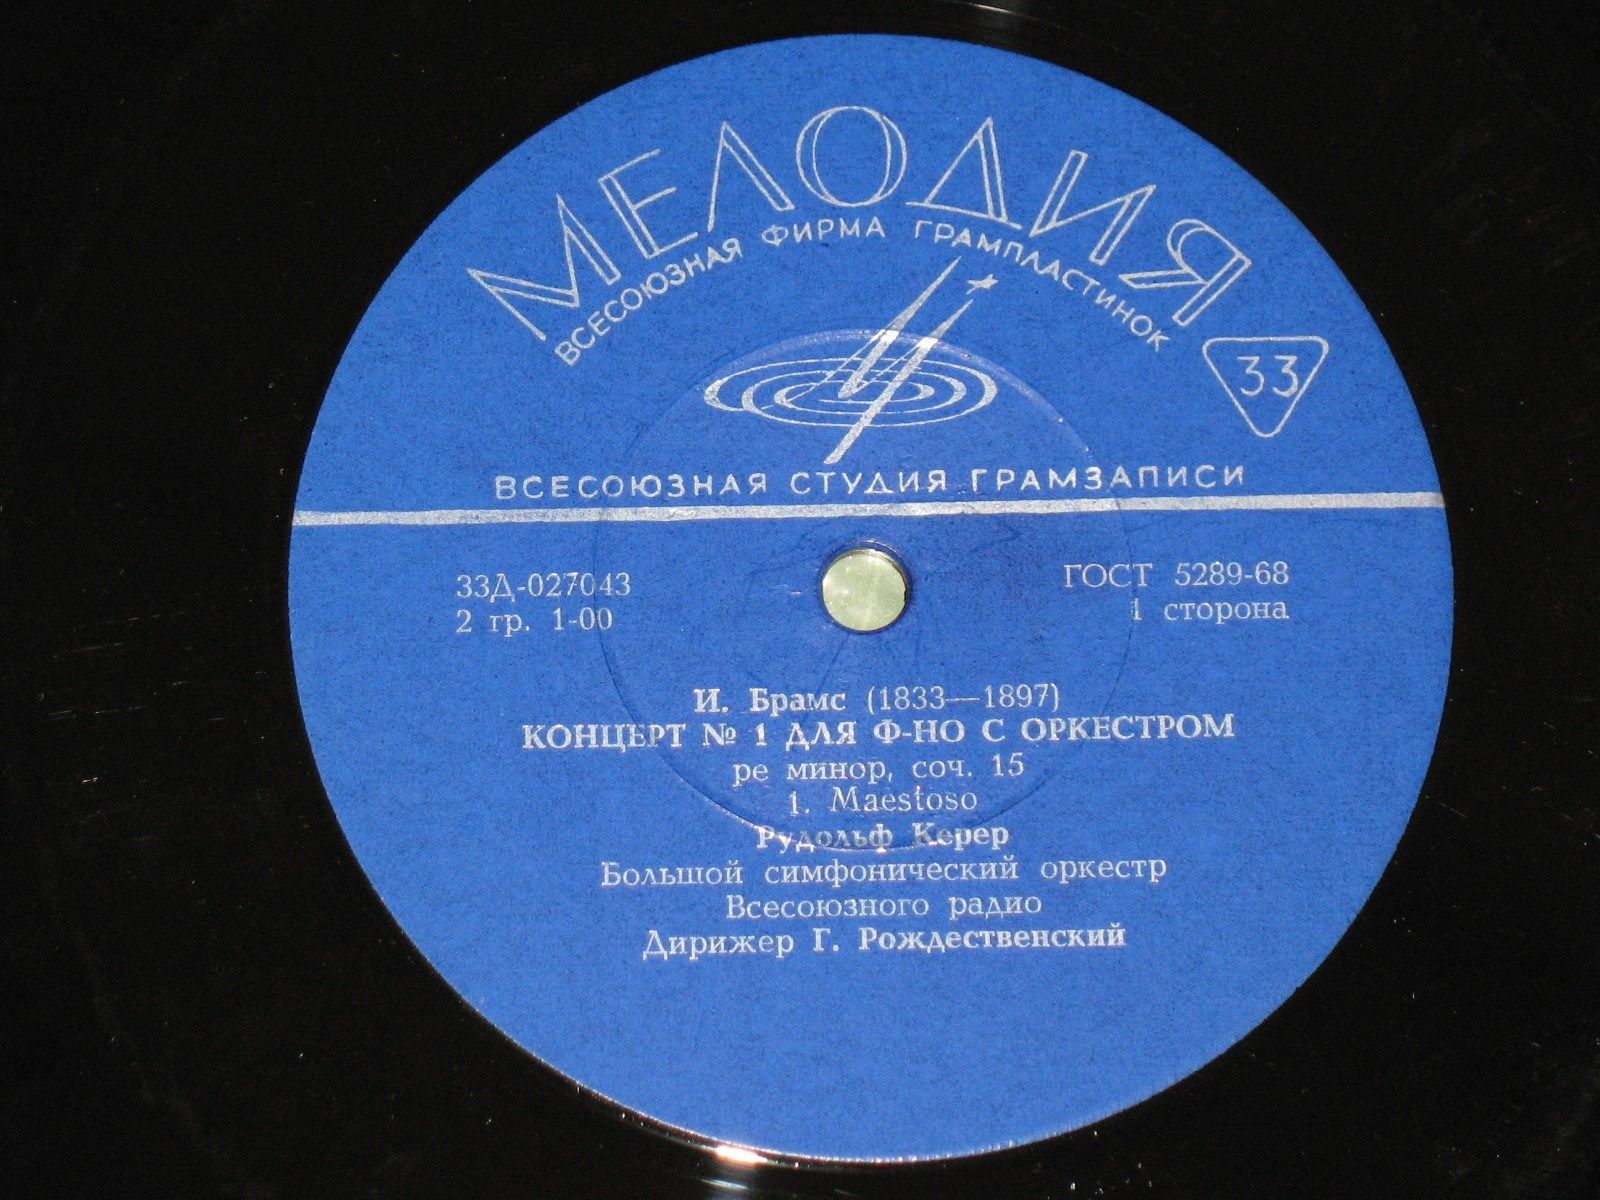 МЕЛОДИЯ
ВСЕСОЮЗНАЯ ФИРМА ГРАМПЛАСТИНОК
33
ВСЕСОЮЗНАЯ СТУДИЯ ГРАМЗАПИСИ
33Д-027043
2 гр. 1-00
ГОСТ 5289-68
1 сторона
И. Брамс (1833—1897)
КОНЦЕРТ № 1 ДЛЯ Ф-НО С ОРКЕСТРОМ
ре минор, соч. 15
1. Maestoso
Рудольф Керер
Большой симфонический оркестр
Всесоюзного радио
Дирижер Г. Рождественский